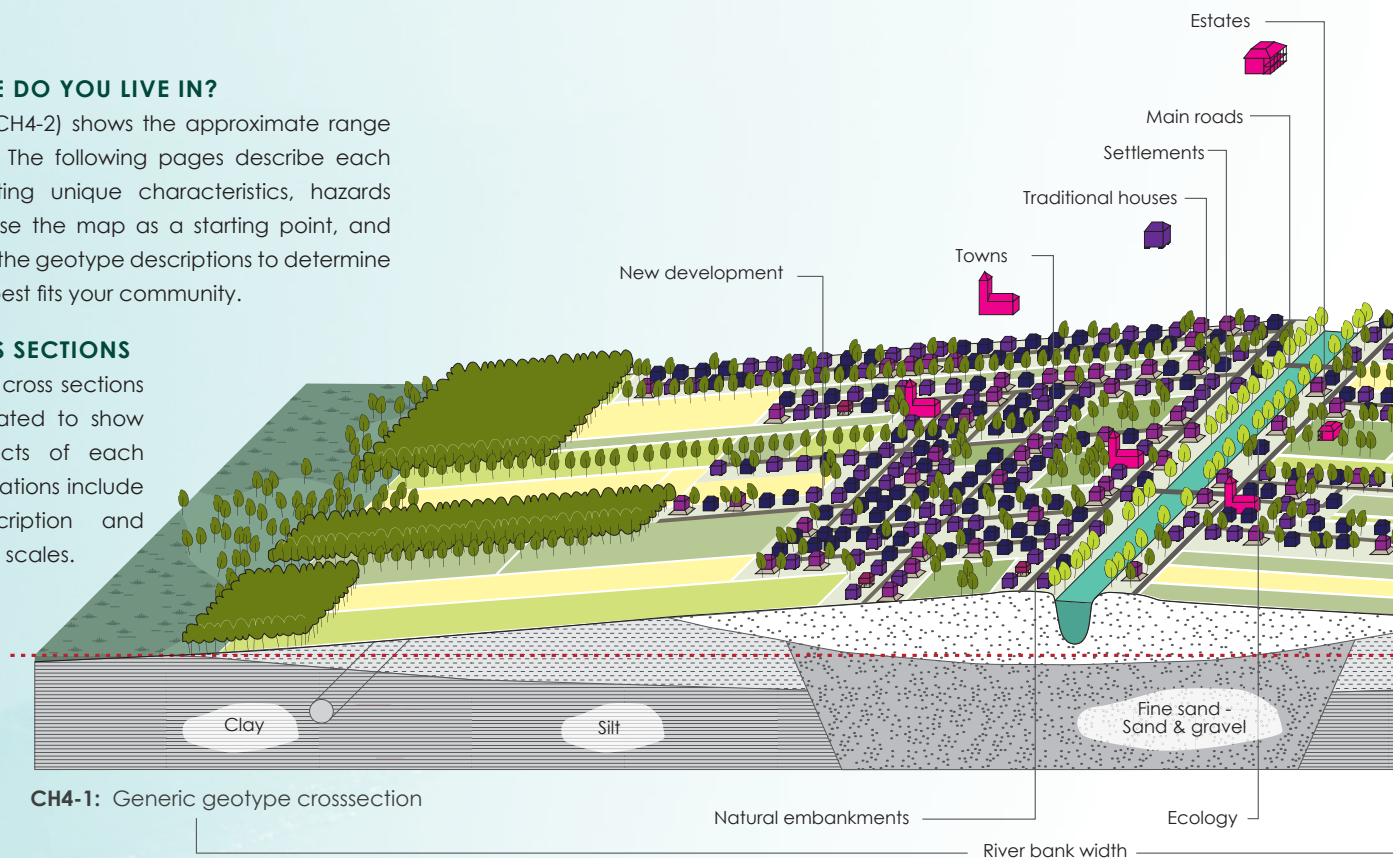 E DO YOU LIVE IN?
CH4-2) shows the approximate range
The following pages describe each
ting unique characteristics, hazards
se the map as a starting point, and
the geotype descriptions to determine
best fits your community.
S SECTIONS
cross sections
ated to show
cts of each
ations include
cription and
scales.
Estates
Main roads
Settlements
Traditional houses
Towns
New development
Clay
Silt
Fine sand -
Sand & gravel
CH4-1: Generic geotype crosssection
Natural embankments
Ecology
River bank width